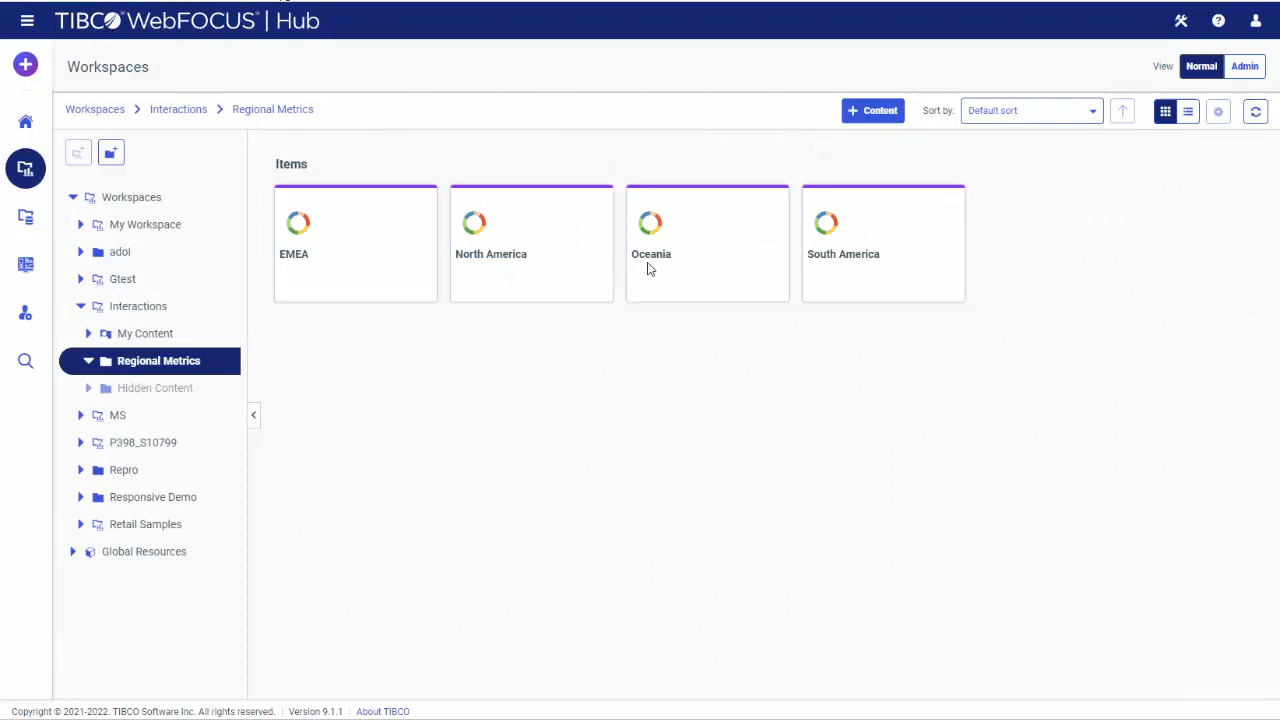 TIBCO WebFOCUS® | Hub
Workspaces
View Normal Admin
Workspaces Interactions Regional Metrics
+ Content Sort by: Default sort
Items
EMEA
North America
Oceania
South America
Workspaces
My Workspace
adoi
Gtest
Interactions
My Content
Regional Metrics
Hidden Content
MS
P398_S10799
Repro
Responsive Demo
Retail Samples
Global Resources
Copyright © 2021-2022. TIBCO Software Inc. All rights reserved. | Version 9.1.1 | About TIBCO